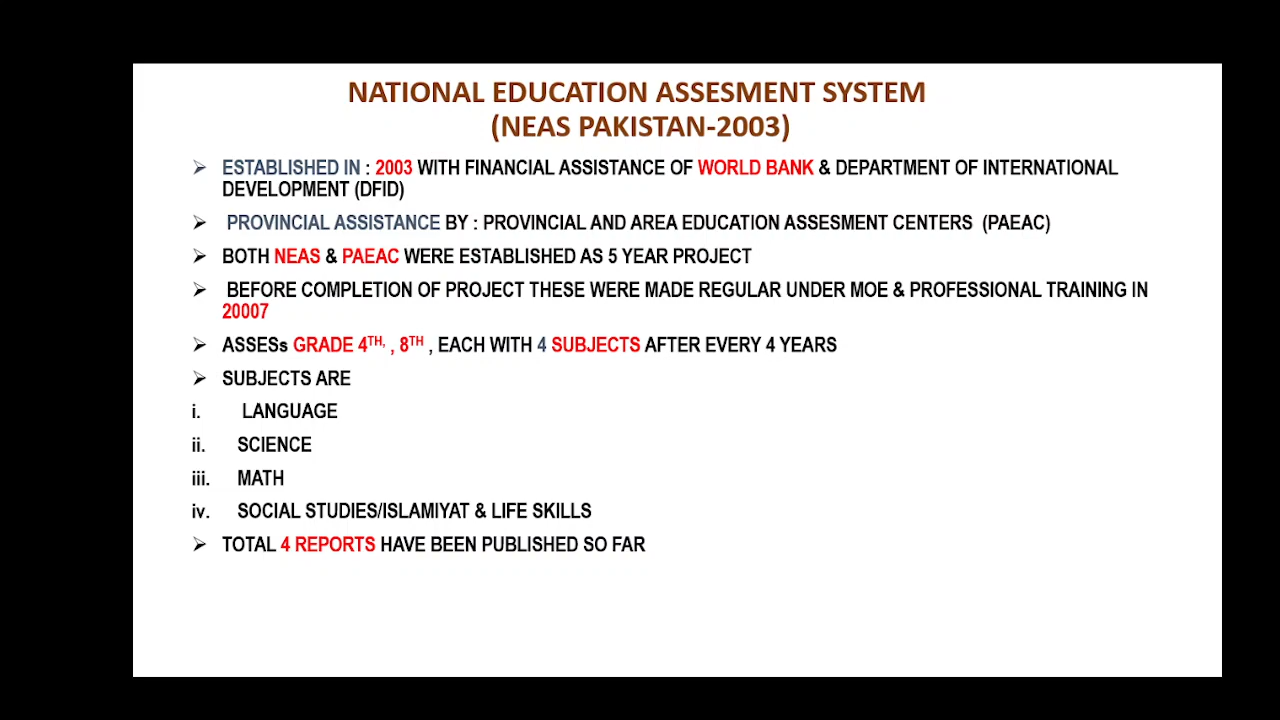 NATIONAL EDUCATION ASSESMENT SYSTEM
(NEAS PAKISTAN-2003)
➢ ESTABLISHED IN : 2003 WITH FINANCIAL ASSISTANCE OF WORLD BANK & DEPARTMENT OF INTERNATIONAL
DEVELOPMENT (DFID)
➢ PROVINCIAL ASSISTANCE BY : PROVINCIAL AND AREA EDUCATION ASSESMENT CENTERS (PAEAC)
➢ BOTH NEAS & PAEAC WERE ESTABLISHED AS 5 YEAR PROJECT
➢ BEFORE COMPLETION OF PROJECT THESE WERE MADE REGULAR UNDER MOE & PROFESSIONAL TRAINING IN
20007
➢ ASSESs GRADE 4TH, , 8TH , EACH WITH 4 SUBJECTS AFTER EVERY 4 YEARS
➢ SUBJECTS ARE
i. LANGUAGE
ii. SCIENCE
iii. MATH
iv. SOCIAL STUDIES/ISLAMIYAT & LIFE SKILLS
➢ TOTAL 4 REPORTS HAVE BEEN PUBLISHED SO FAR